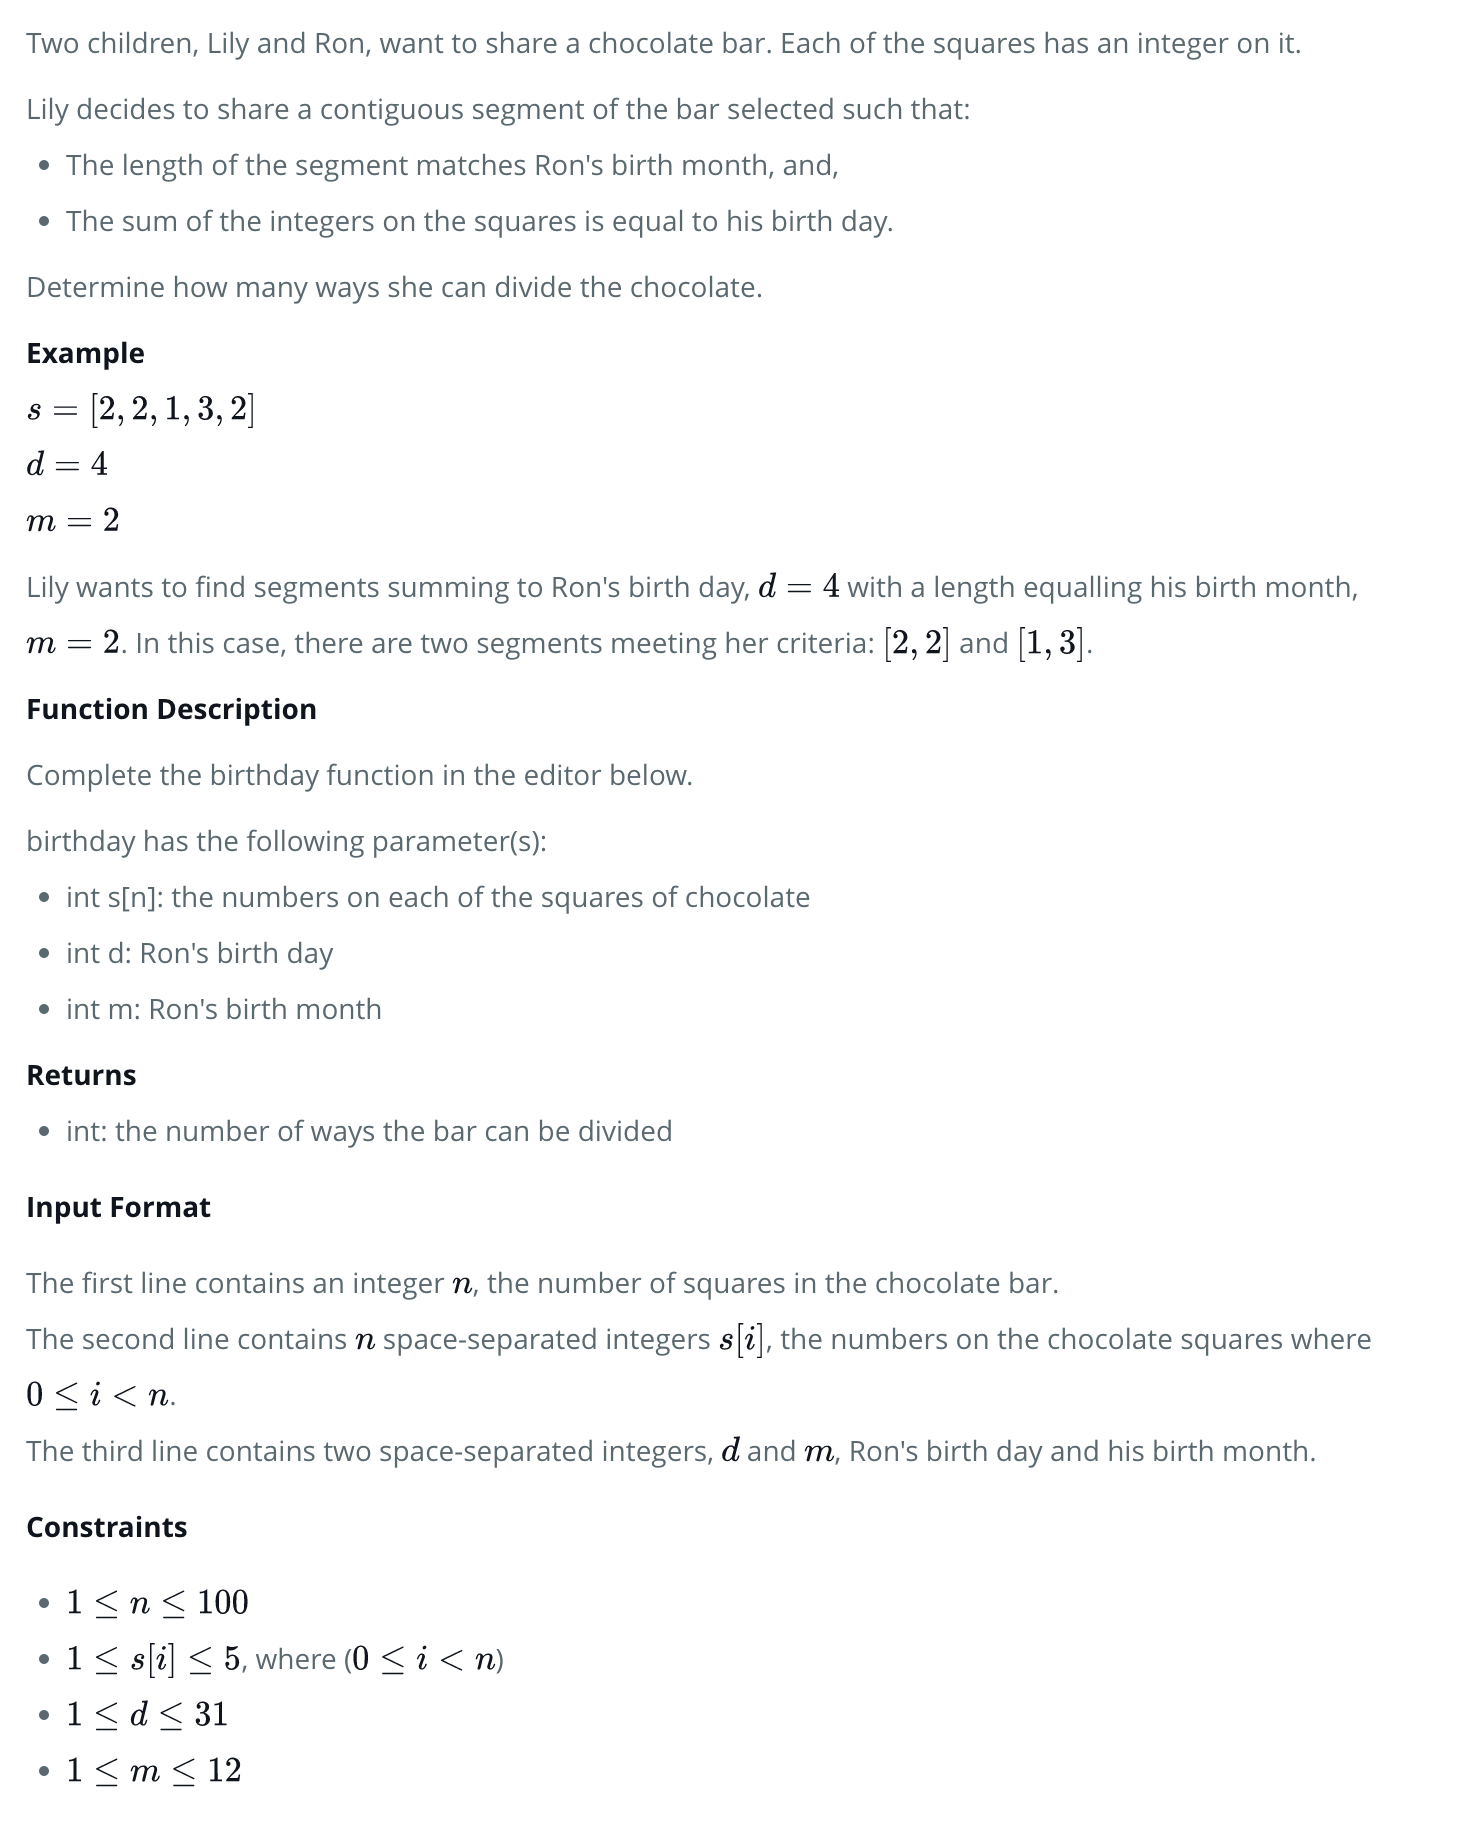 Two children, Lily and Ron, want to share a chocolate bar. Each of the squares has an integer on it.
Lily decides to share a contiguous segment of the bar selected such that:
• The length of the segment matches Ron's birth month, and,
• The sum of the integers on the squares is equal to his birth day.
Determine how many ways she can divide the chocolate.
Example
s = [2, 2, 1, 3, 2]
d = 4
m = 2
Lily wants to find segments summing to Ron's birth day, d = 4 with a length equalling his birth month,
m = 2. In this case, there are two segments meeting her criteria: [2, 2] and [1, 3].
Function Description
Complete the birthday function in the editor below.
birthday has the following parameter(s):
• int s[n]: the numbers on each of the squares of chocolate
• int d: Ron's birth day
• int m: Ron's birth month
Returns
• int: the number of ways the bar can be divided
Input Format
The first line contains an integer n, the number of squares in the chocolate bar.
The second line contains n space-separated integers s[i], the numbers on the chocolate squares where
0 ≤ i < n.
The third line contains two space-separated integers, d and m, Ron's birth day and his birth month.
Constraints
• 1 ≤ n ≤ 100
• 1 ≤ s[i] ≤ 5, where (0 ≤ i < n)
• 1 ≤ d ≤ 31
• 1 ≤ m ≤ 12